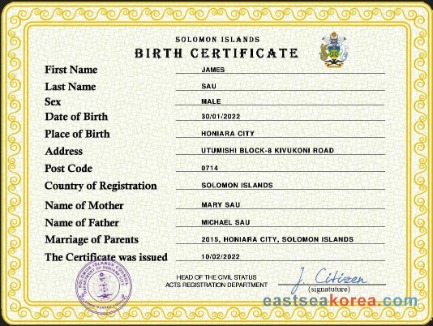 SOLOMON ISLANDS
BIRTH CERTIFICATE
First Name JAMES
Last Name SAU
Sex MALE
Date of Birth 30/01/2022
Place of Birth HONIARA CITY
Address UTUMISHI BLOCK-8 KIVUKONI ROAD
Post Code 0714
Country of Registration SOLOMON ISLANDS
Name of Mother MARY SAU
Name of Father MICHAEL SAU
Marriage of Parents 2015, HONIARA CITY, SOLOMON ISLANDS
The Certificate was issued 10/02/2022
HEAD OF THE CIVIL STATUS
ACTS REGISTRATION DEPARTMENT
J. Citizen
(signatuture)
eastseakorea.com